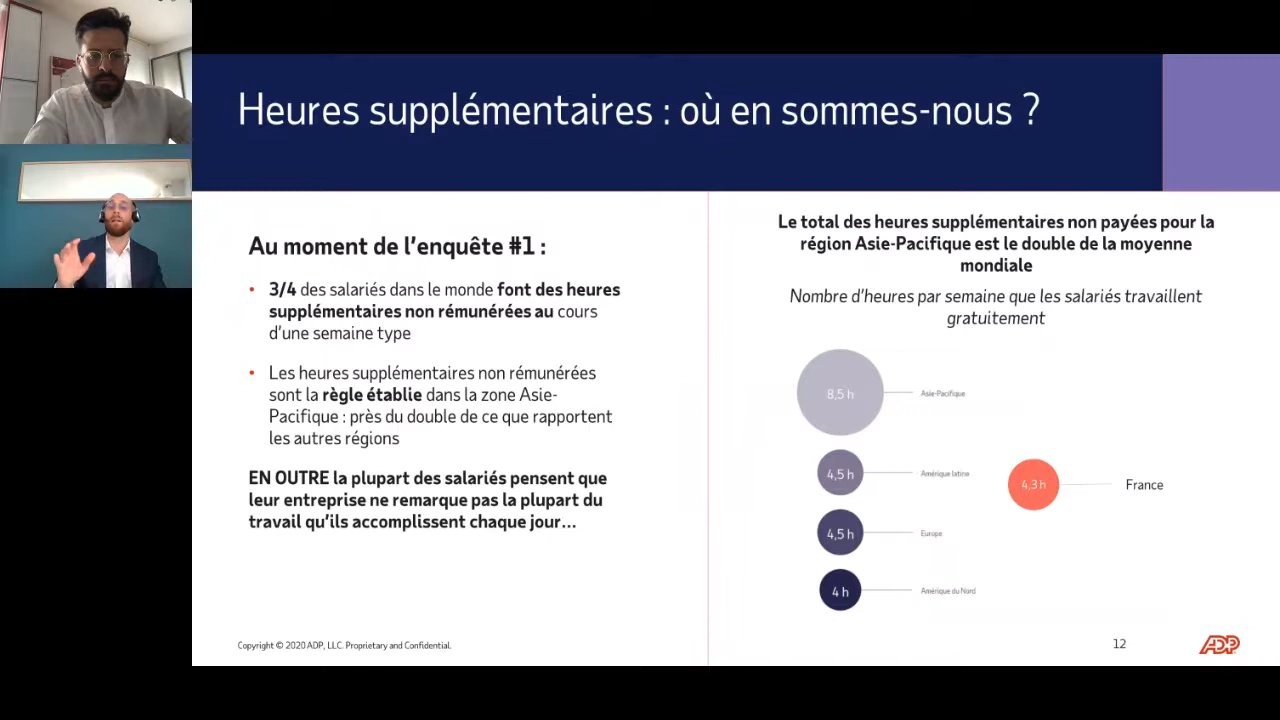 Heures supplémentaires : où en sommes-nous ?
Au moment de l'enquête #1 :
• 3/4 des salariés dans le monde font des heures
supplémentaires non rémunérées au cours
d'une semaine type
• Les heures supplémentaires non rémunérées
sont la règle établie dans la zone Asie-
Pacifique : près du double de ce que rapportent
les autres régions
EN OUTRE la plupart des salariés pensent que
leur entreprise ne remarque pas la plupart du
travail qu'ils accomplissent chaque jour...
Le total des heures supplémentaires non payées pour la
région Asie-Pacifique est le double de la moyenne
mondiale
Nombre d'heures par semaine que les salariés travaillent
gratuitement
8,5 h Asie-Pacifique
4,5 h Amérique latine
4,3 h France
4,5 h Europe
4 h Amérique du Nord
Copyright © 2020 ADP, LLC. Proprietary and Confidential.
12
ADP